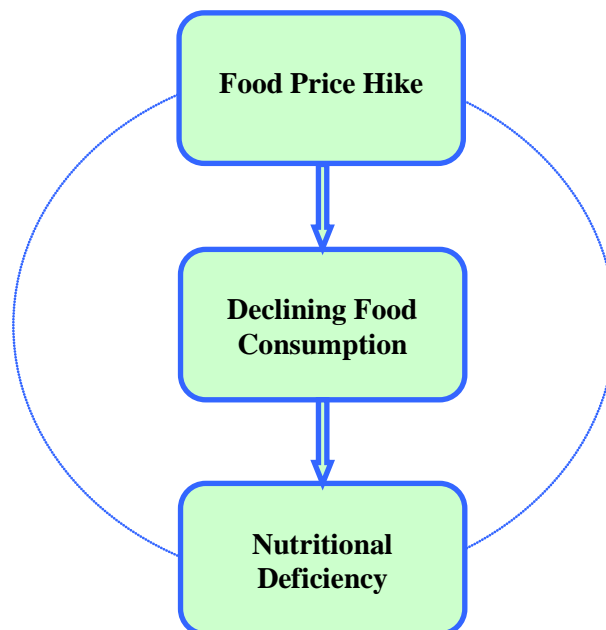 Food Price Hike
Declining Food
Consumption
Nutritional
Deficiency